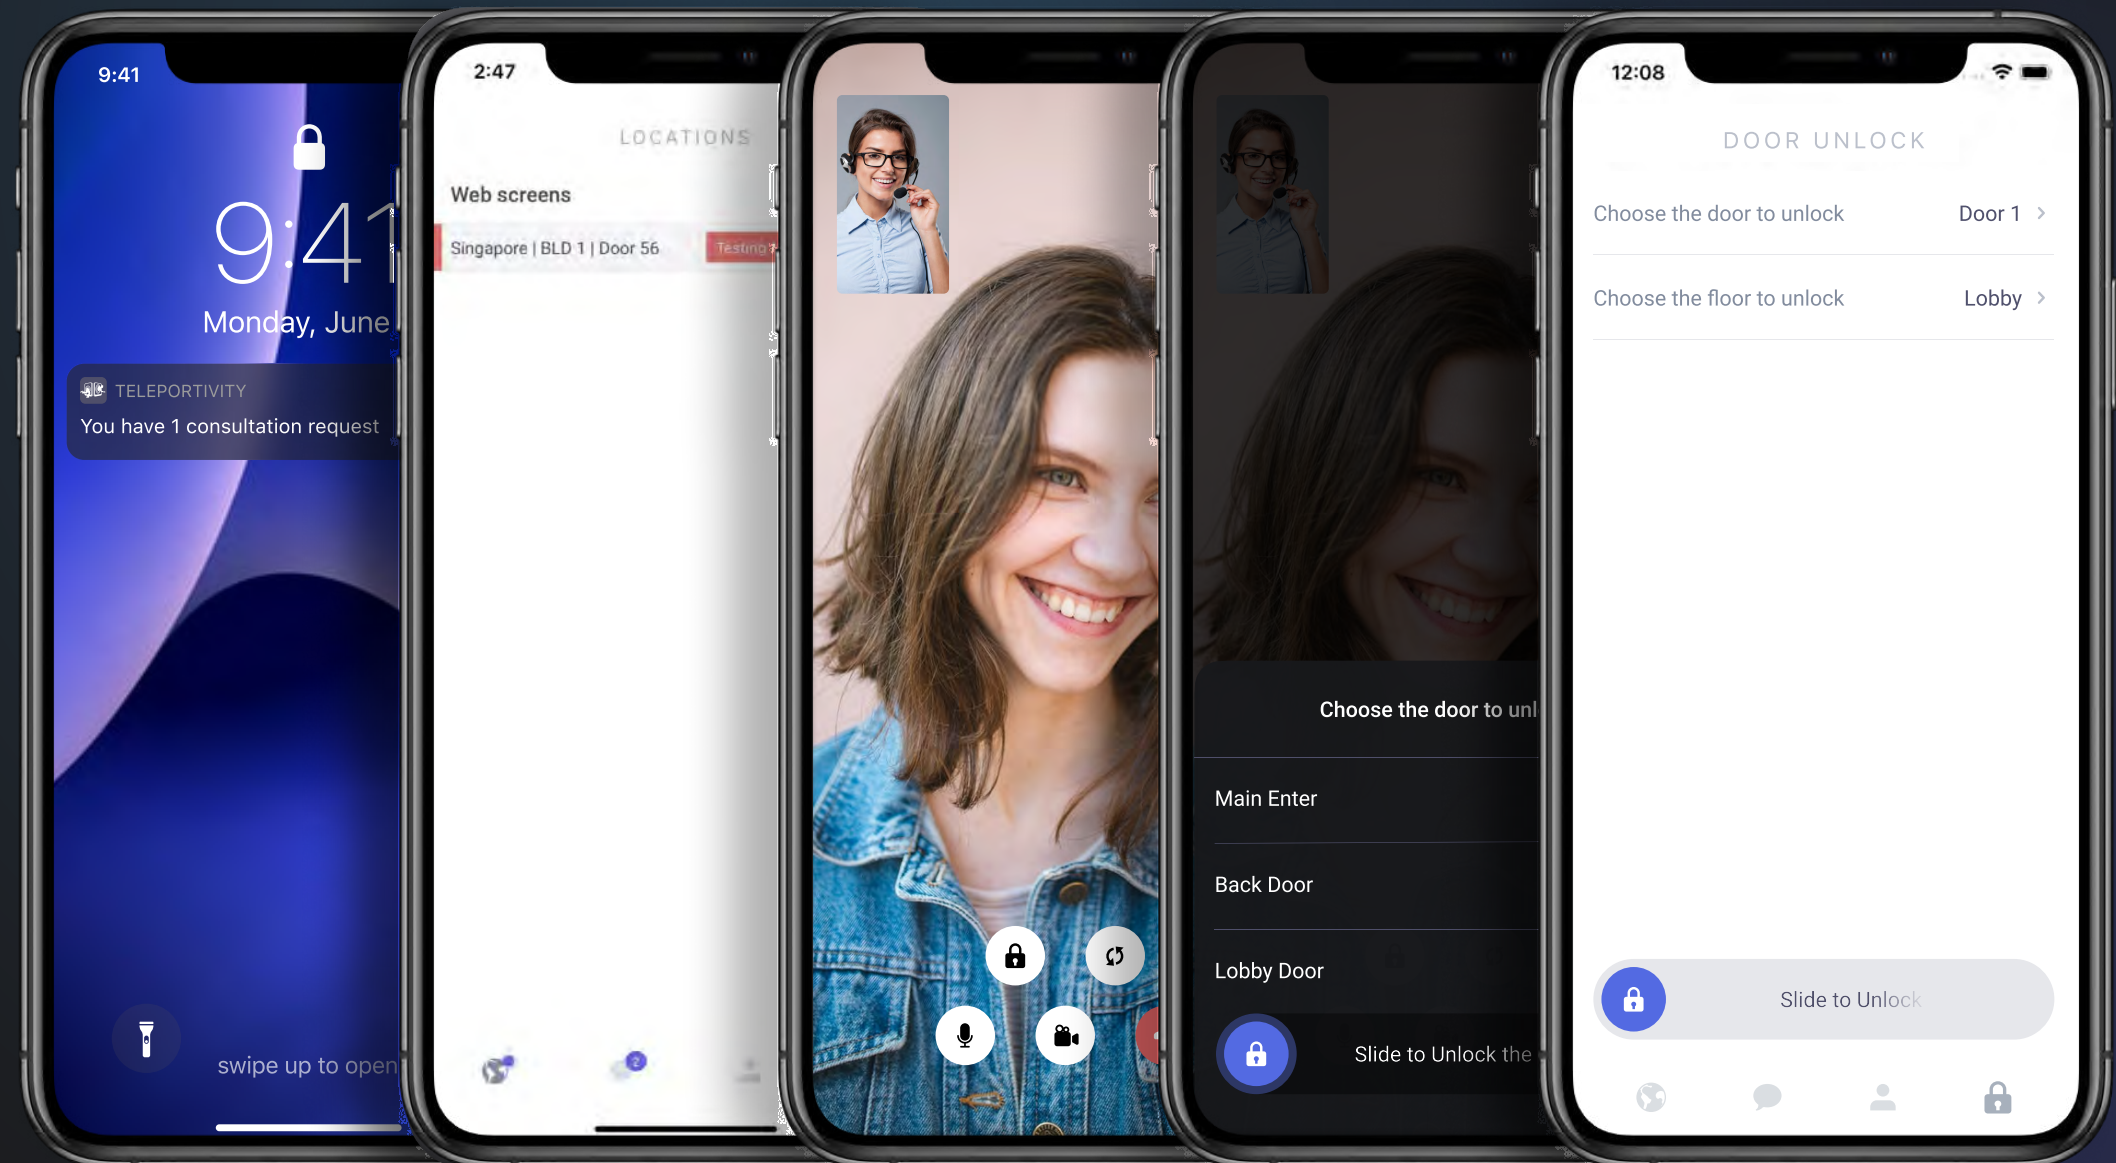 9:41
9:41
Monday, June
TELEPORTIVITY
You have 1 consultation request
swipe up to open
2:47
LOCATIONS
Web screens
Singapore | BLD 1 | Door 56
Testing
2
Choose the door to unl
Main Enter
Back Door
Lobby Door
Slide to Unlock the
12:08
DOOR UNLOCK
Choose the door to unlock Door 1
Choose the floor to unlock Lobby
Slide to Unlock